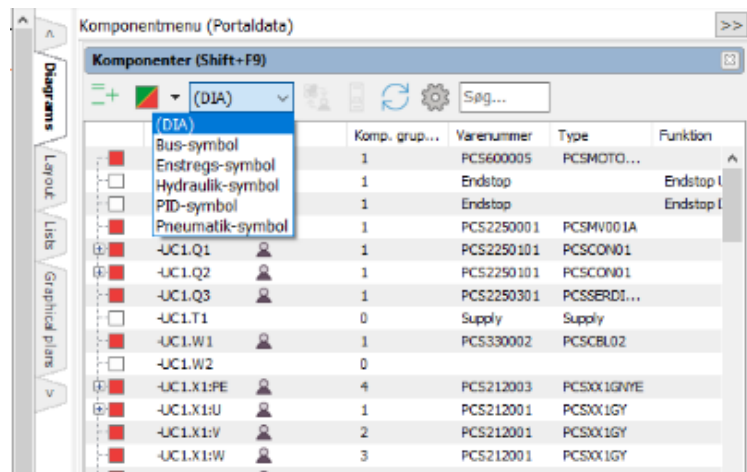 Komponentmenu (Portaldata)
>>
Komponenter (Shift+F9)
(DIA)
Søg...
(DIA)
Bus-symbol
Enstregs-symbol
Hydraulik-symbol
PID-symbol
Pneumatik-symbol
Komp. grup... Varenummer Type Funktion
1 PCS600005 PCSMOTO...
1 Endstop Endstop
1 Endstop Endstop
1 PCS2250001 PCSMV001A
-UC1.Q1 1 PCS2250101 PCSCON01
-UC1.Q2 1 PCS2250101 PCSCON01
-UC1.Q3 1 PCS2250301 PCSSERDI...
-UC1.T1 0 Supply Supply
-UC1.W1 1 PCS330002 PCSCBL02
-UC1.W2 0
-UC1.X1:PE 4 PCS212003 PCSXX1GNYE
-UC1.X1:U 1 PCS212001 PCSXX1GY
-UC1.X1:V 2 PCS212001 PCSXX1GY
-UC1.X1:W 3 PCS212001 PCSXX1GY
Diagrams
Layout
Lists
Graphical plans